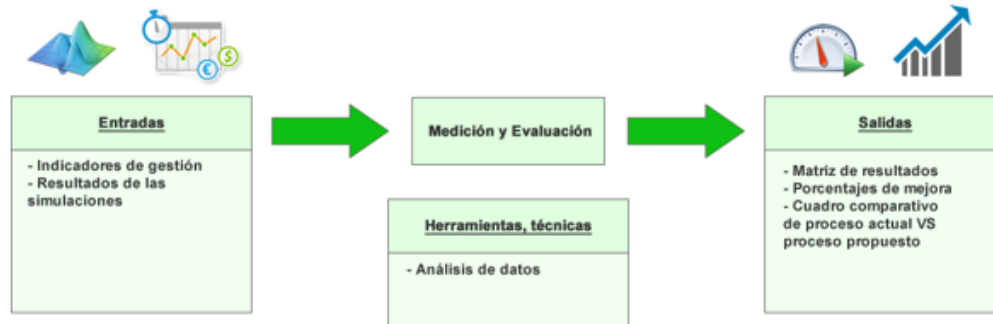 Entradas
- Indicadores de gestión
- Resultados de las
simulaciones
Medición y Evaluación
Herramientas, técnicas
- Análisis de datos
Salidas
- Matriz de resultados
- Porcentajes de mejora
- Cuadro comparativo
de proceso actual VS
proceso propuesto
$
€